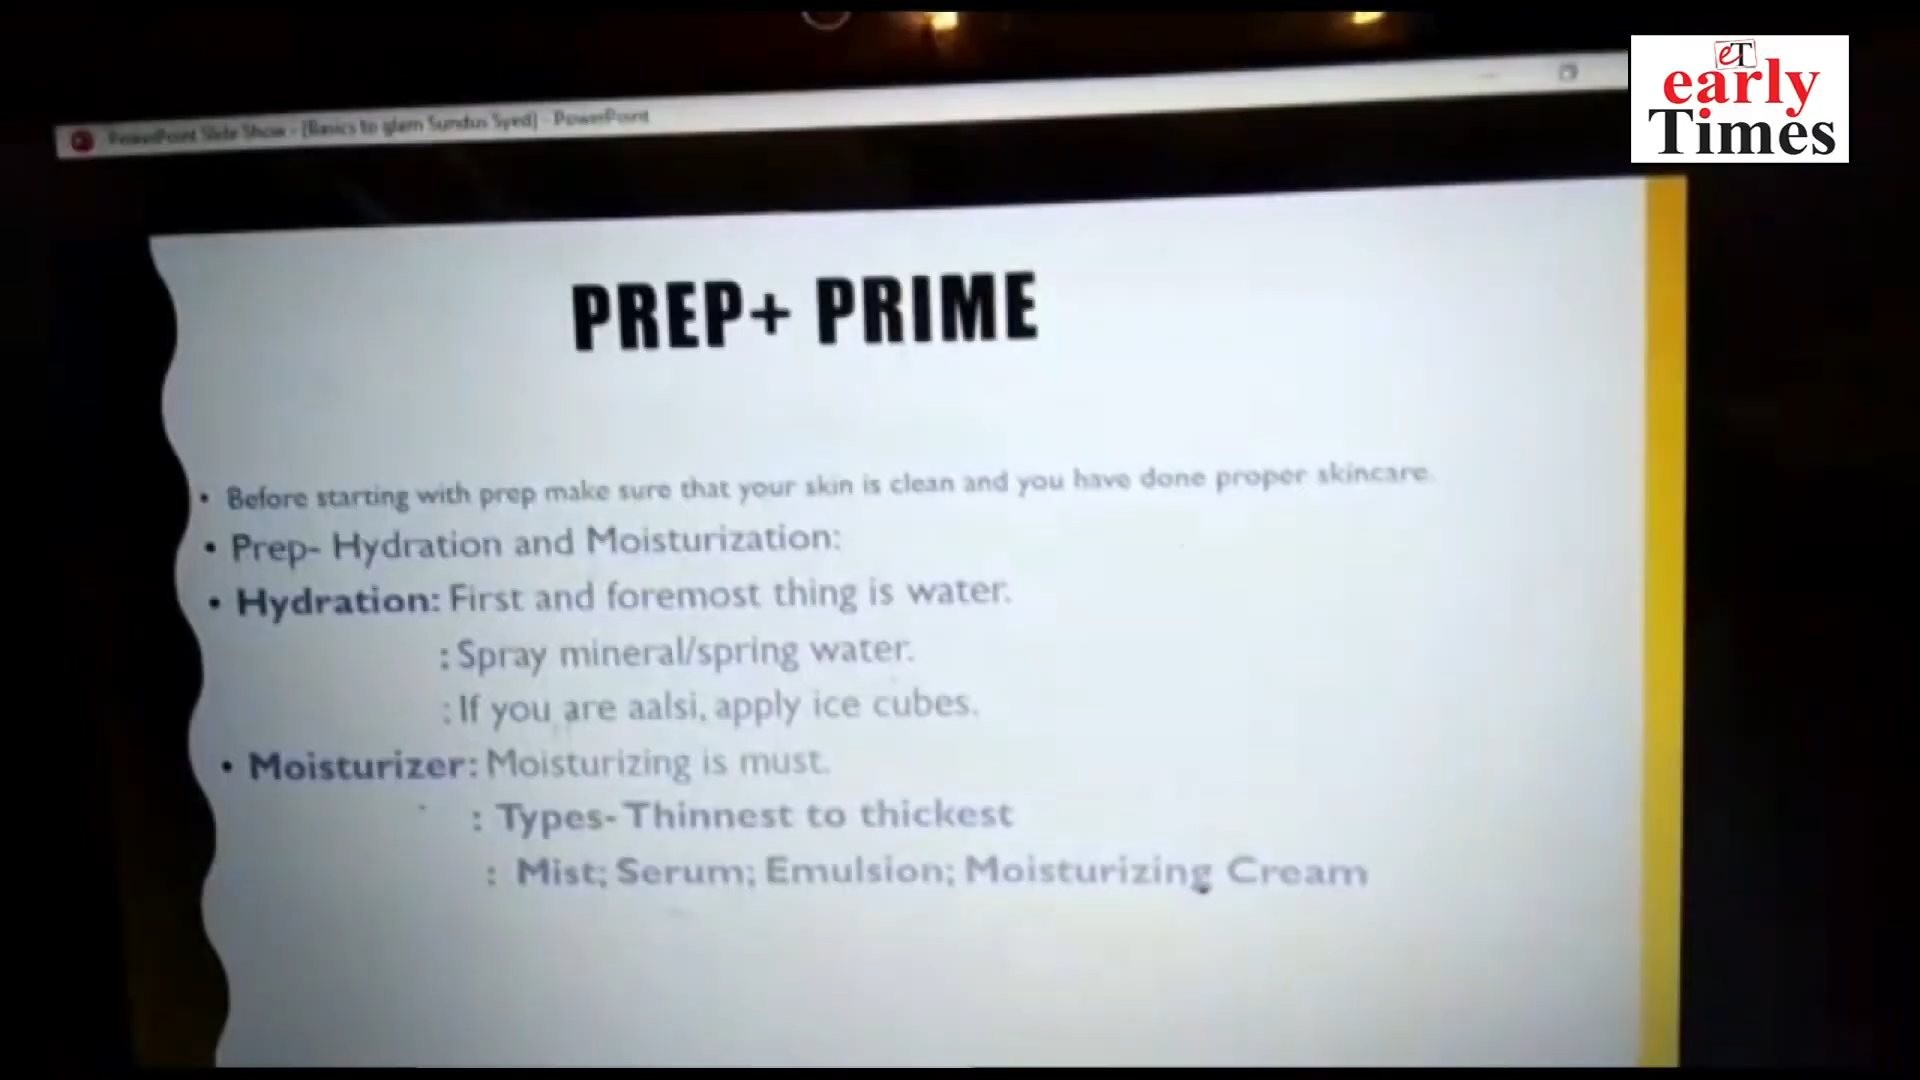 eT
early
Times
PowerPoint Slide Show - [Basics to glam Sundus Syed] - PowerPoint
PREP+ PRIME
• Before starting with prep make sure that your skin is clean and you have done proper skincare.
• Prep- Hydration and Moisturization:
• Hydration: First and foremost thing is water.
: Spray mineral/spring water.
: If you are aalsi, apply ice cubes.
• Moisturizer: Moisturizing is must.
: Types- Thinnest to thickest
: Mist; Serum; Emulsion; Moisturizing Cream